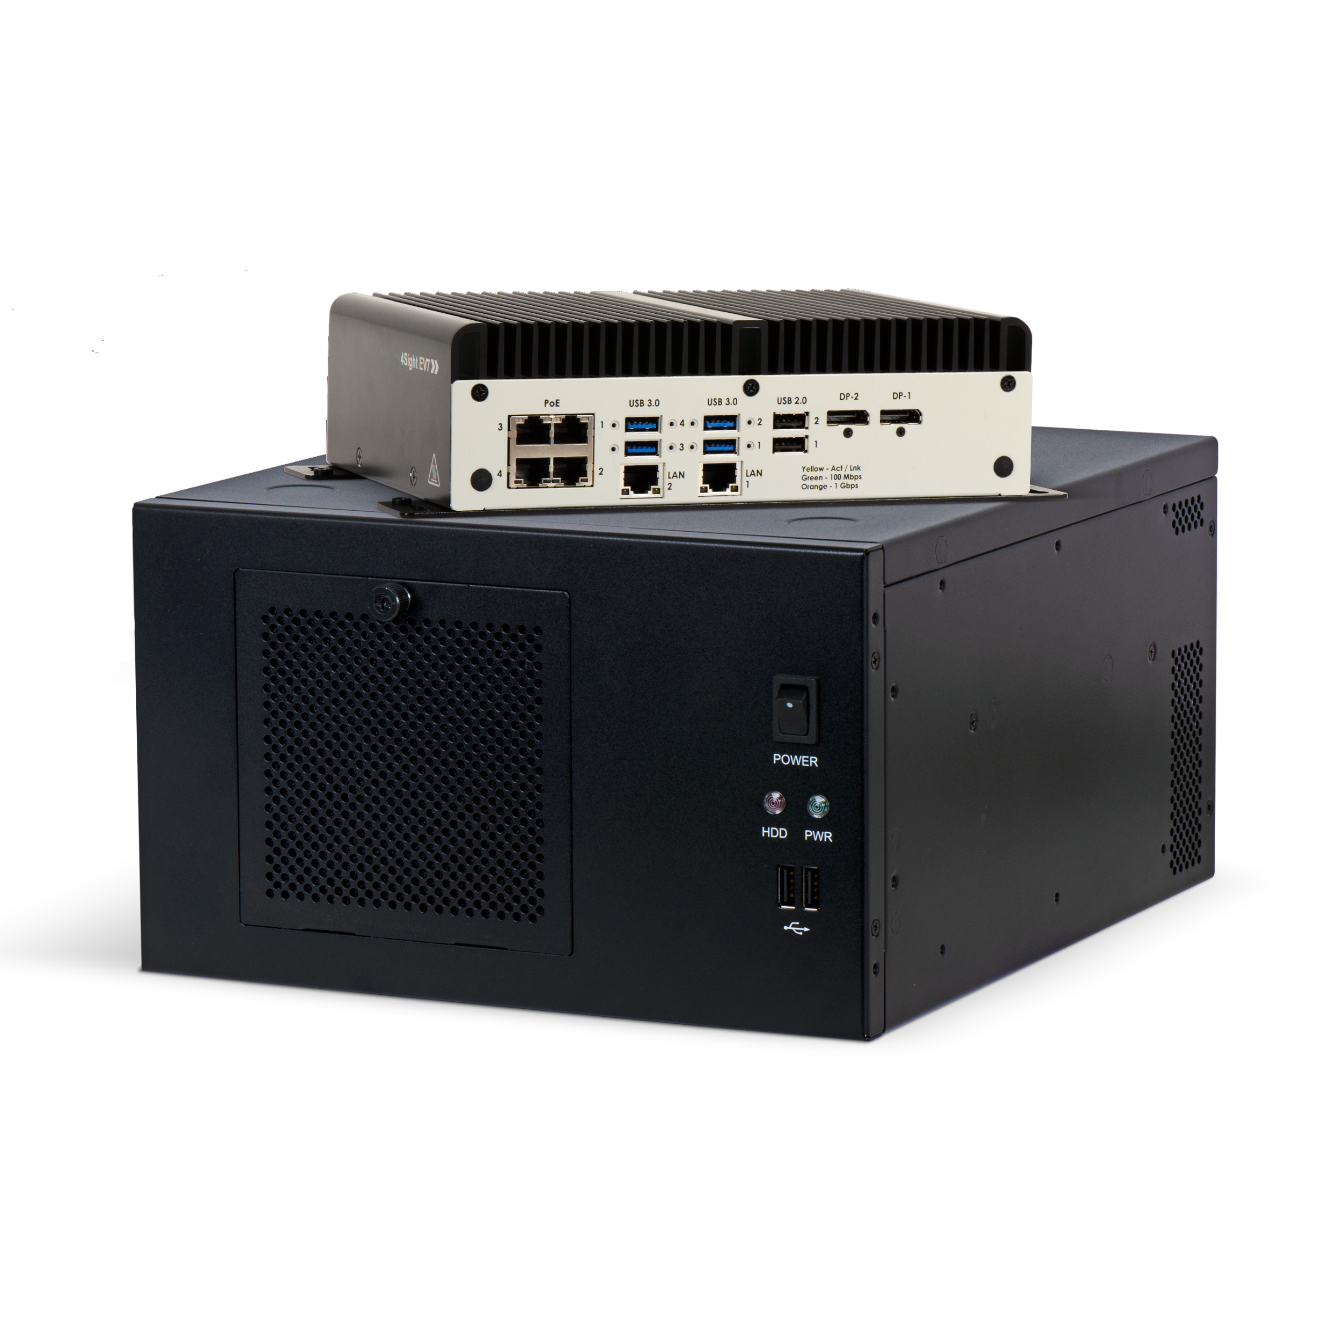 4Sight EV7
PoE
USB 3.0
USB 3.0
USB 2.0
DP-2
DP-1
3
1
4
2
2
4
2
3
1
1
LAN
2
LAN
1
Yellow - Act / Lnk
Green - 100 Mbps
Orange - 1 Gbps
POWER
HDD
PWR